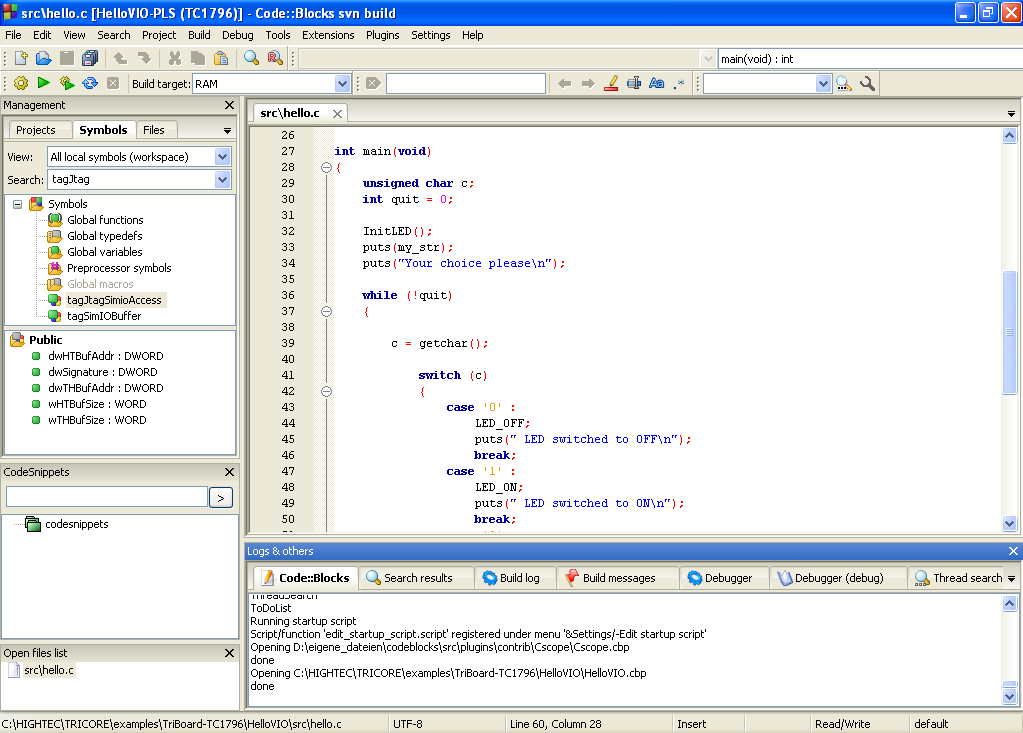 src\hello.c [HelloVIO-PLS (TC1796)] - Code::Blocks svn build
File Edit View Search Project Build Debug Tools Extensions Plugins Settings Help
main(void) : int
Build target: RAM
Aa .*
Management
Projects Symbols Files
View: All local symbols (workspace)
Search: tagJtag
Symbols
Global functions
Global typedefs
Global variables
Preprocessor symbols
Global macros
tagJtagSimioAccess
tagSimIOBuffer
Public
dwHTBufAddr : DWORD
dwSignature : DWORD
dwTHBufAddr : DWORD
wHTBufSize : WORD
wTHBufSize : WORD
CodeSnippets
>
codesnippets
Open files list
src\hello.c
src\hello.c
26
27 int main(void)
28 {
29 unsigned char c;
30 int quit = 0;
31
32 InitLED();
33 puts(my_str);
34 puts("Your choice please\n");
35
36 while (!quit)
37 {
38
39 c = getchar();
40
41 switch (c)
42 {
43 case '0' :
44 LED_OFF;
45 puts(" LED switched to OFF\n");
46 break;
47 case '1' :
48 LED_ON;
49 puts(" LED switched to ON\n");
50 break;
Logs & others
Code::Blocks Search results Build log Build messages Debugger Debugger (debug) Thread search
ThreadSearch
ToDoList
Running startup script
Script/function 'edit_startup_script.script' registered under menu '&Settings/-Edit startup script'
Opening D:\eigene_dateien\codeblocks\src\plugins\contrib\Cscope\Cscope.cbp
done
Opening C:\HIGHTEC\TRICORE\examples\TriBoard-TC1796\HelloVIO\HelloVIO.cbp
done
C:\HIGHTEC\TRICORE\examples\TriBoard-TC1796\HelloVIO\src\hello.c UTF-8 Line 60, Column 28 Insert Read/Write default